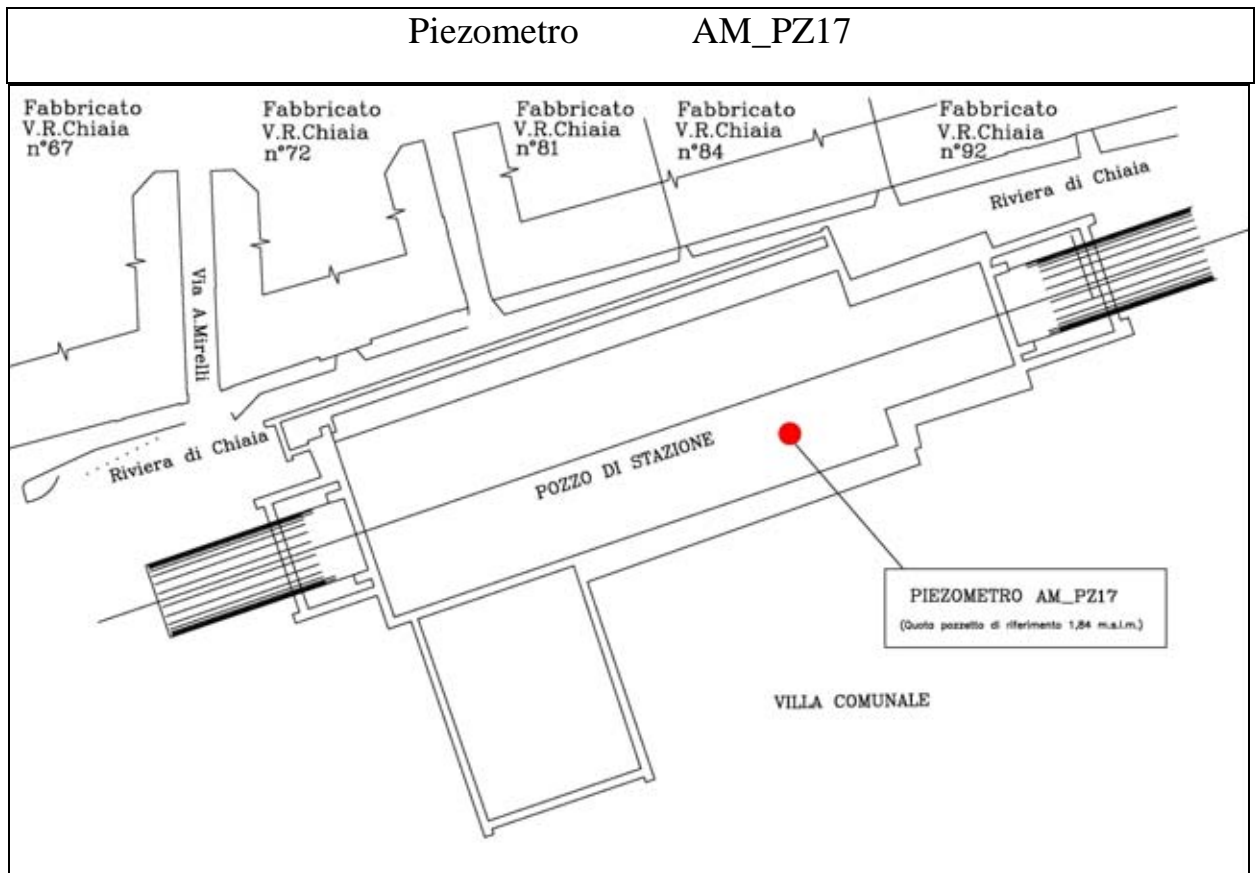 Piezometro AM_PZ17
Fabbricato
V.R.Chiaia
n°67
Fabbricato
V.R.Chiaia
n°72
Fabbricato
V.R.Chiaia
n°81
Fabbricato
V.R.Chiaia
n°84
Fabbricato
V.R.Chiaia
n°92
Riviera di Chiaia
Via A.Mirelli
Riviera di Chiaia
POZZO DI STAZIONE
PIEZOMETRO AM_PZ17
(Quota pozzetto di riferimento 1,84 m.s.l.m.)
VILLA COMUNALE